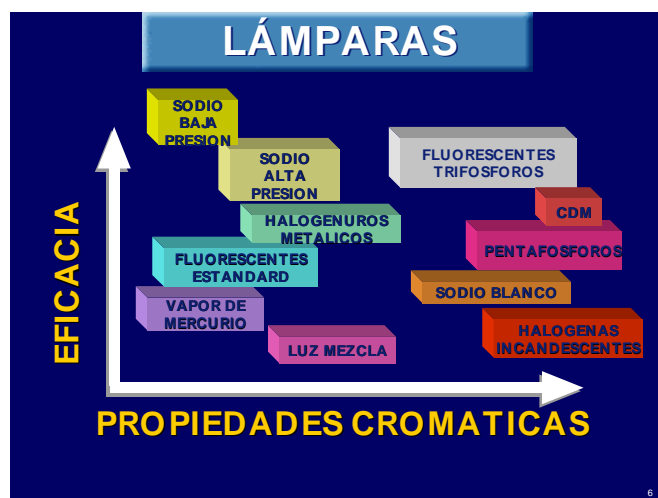 LÁMPARAS
SODIO
BAJA
PRESION
SODIO
ALTA
PRESION
FLUORESCENTES
TRIFOSFOROS
CDM
HALOGENUROS
METALICOS
PENTAFOSFOROS
FLUORESCENTES
ESTANDARD
SODIO BLANCO
VAPOR DE
MERCURIO
HALOGENAS
INCANDESCENTES
LUZ MEZCLA
EFICACIA
PROPIEDADES CROMATICAS
6